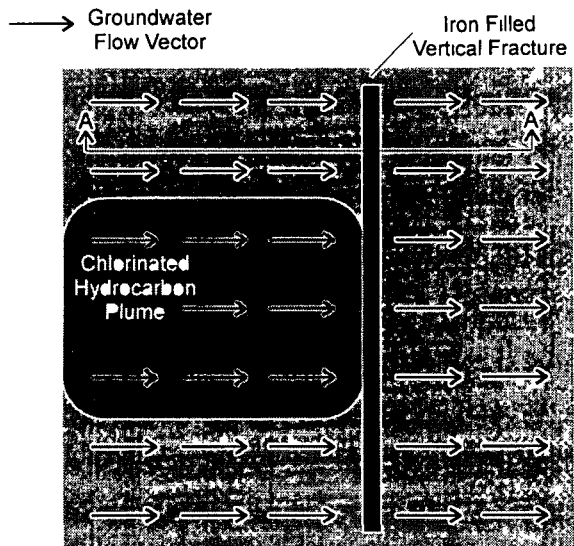 Groundwater
Flow Vector
Iron Filled
Vertical Fracture
A
A
Chlorinated
Hydrocarbon
Plume